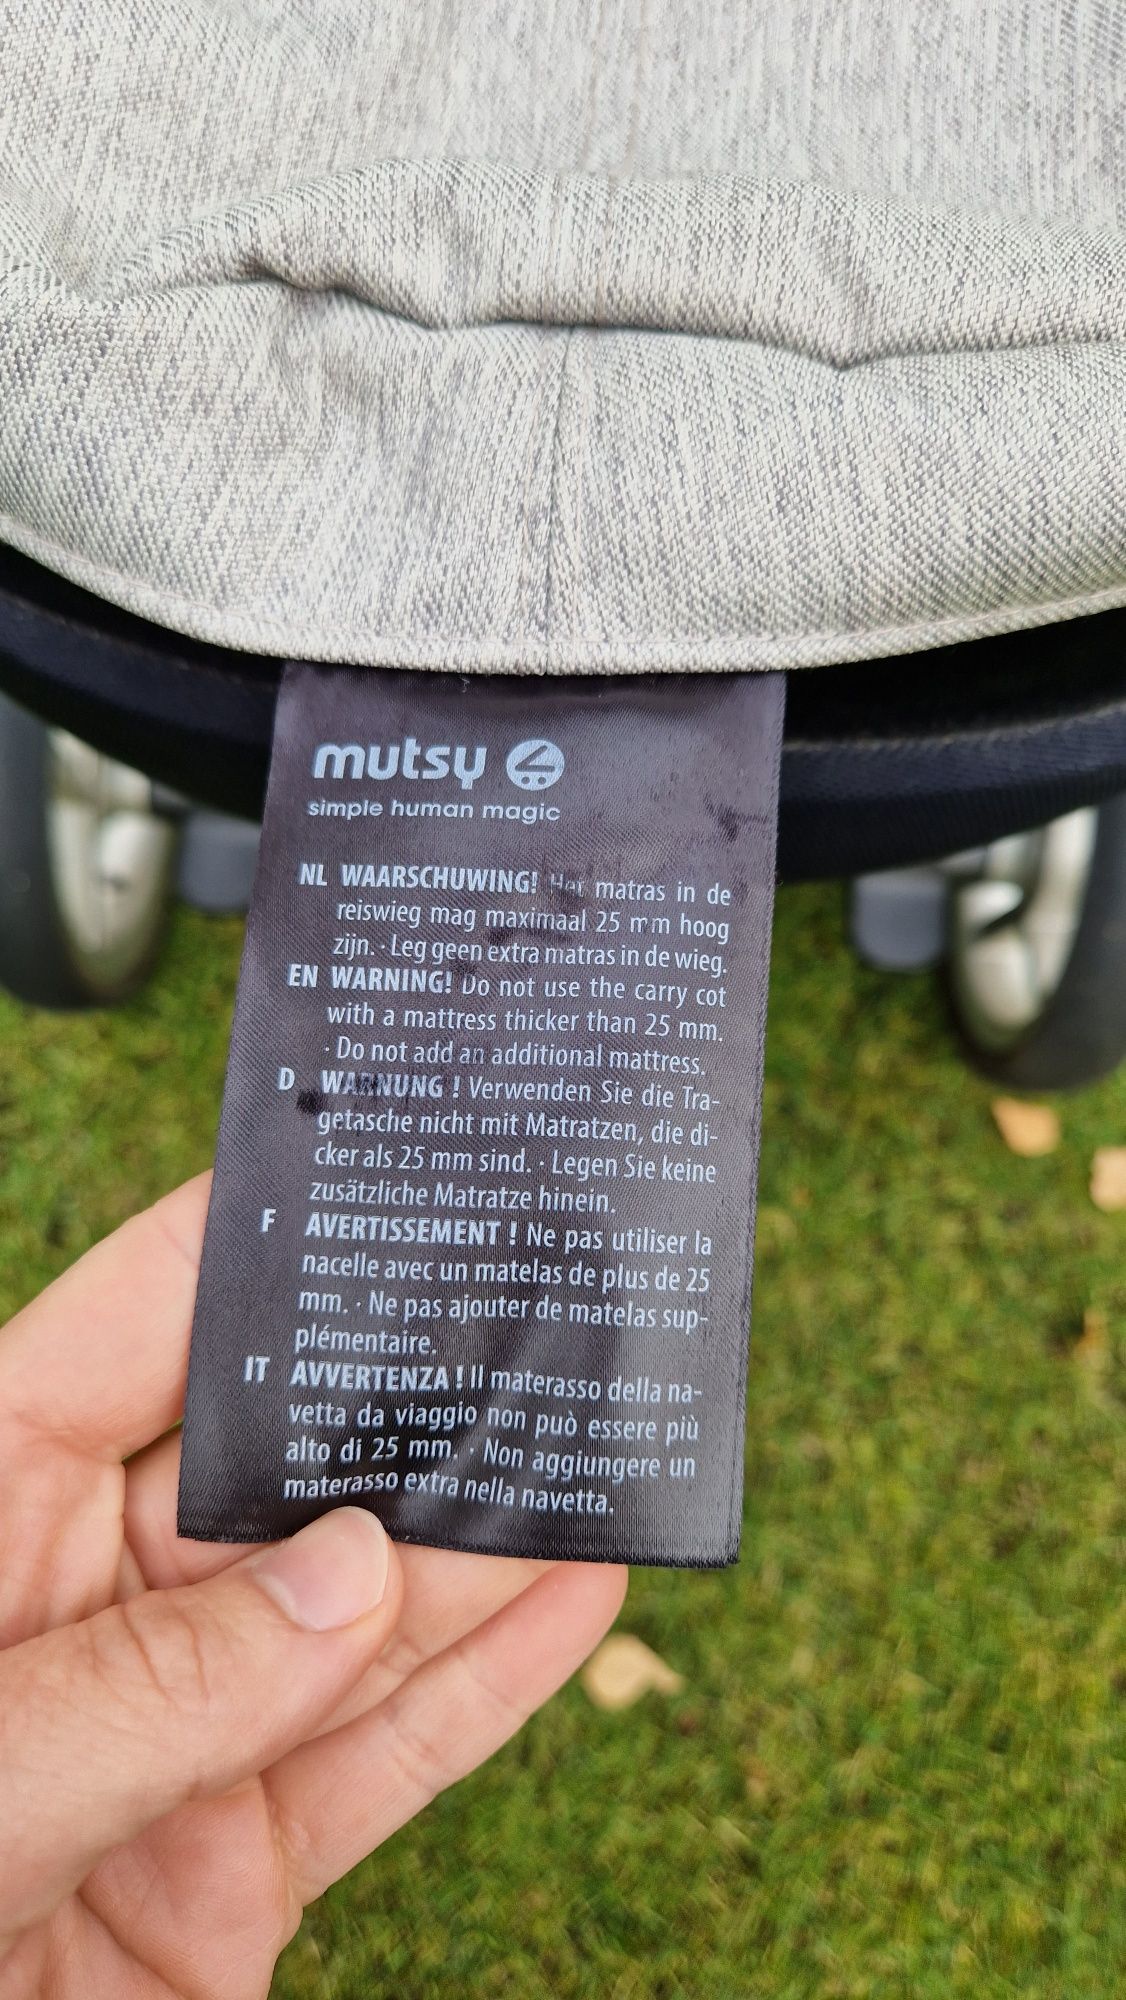 mutsy
simple human magic
NL WAARSCHUWING! Het matras in de
reiswieg mag maximaal 25 mm hoog
zijn. · Leg geen extra matras in de wieg.
EN WARNING! Do not use the carry cot
with a mattress thicker than 25 mm.
· Do not add an additional mattress.
D WARNUNG ! Verwenden Sie die Tra-
getasche nicht mit Matratzen, die di-
cker als 25 mm sind. · Legen Sie keine
zusätzliche Matratze hinein.
F AVERTISSEMENT ! Ne pas utiliser la
nacelle avec un matelas de plus de 25
mm. · Ne pas ajouter de matelas sup-
plémentaire.
IT AVVERTENZA ! Il materasso della na-
vetta da viaggio non può essere più
alto di 25 mm. · Non aggiungere un
materasso extra nella navetta.